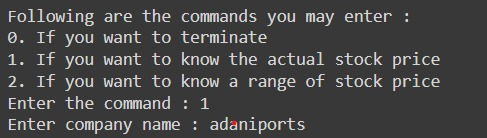 Following are the commands you may enter :
0. If you want to terminate
1. If you want to know the actual stock price
2. If you want to know a range of stock price
Enter the command : 1
Enter company name : adaniports